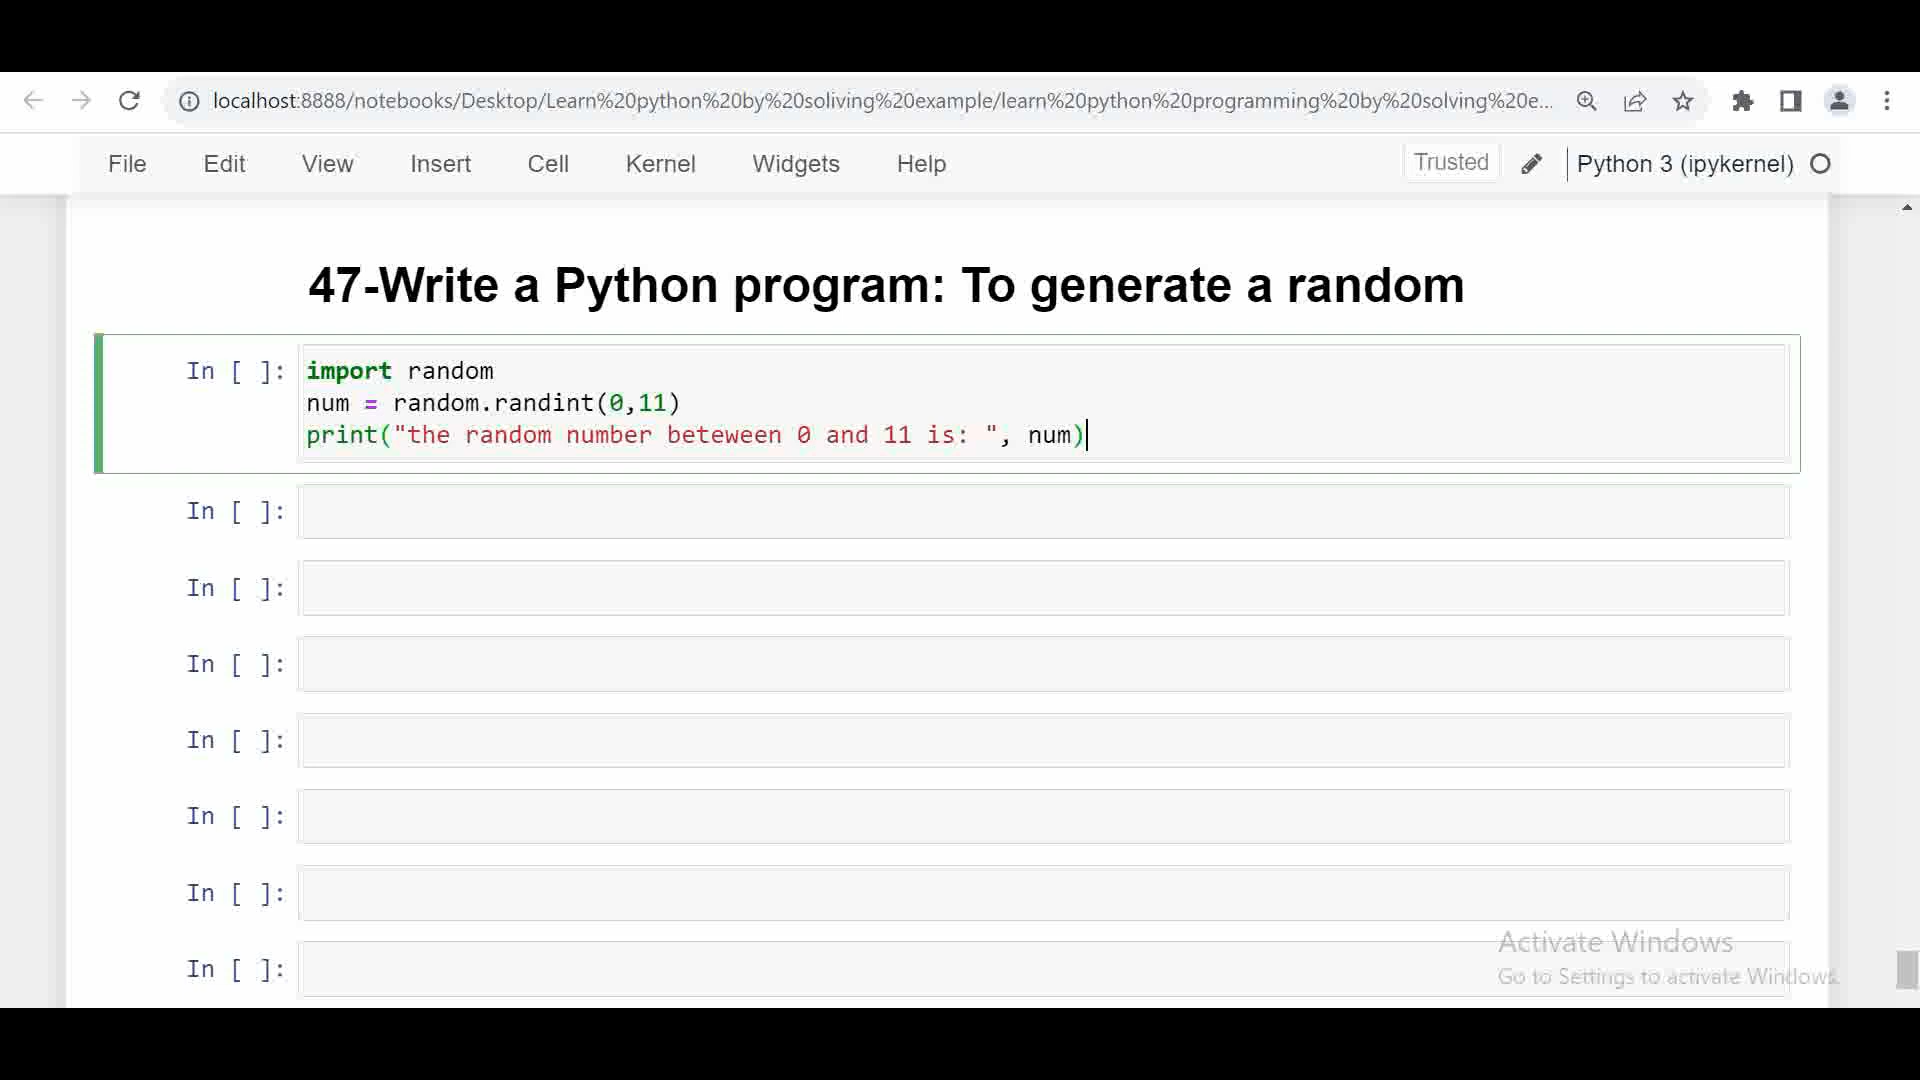 localhost:8888/notebooks/Desktop/Learn%20python%20by%20soliving%20example/learn%20python%20programming%20by%20solving%20e...
File Edit View Insert Cell Kernel Widgets Help Trusted Python 3 (ipykernel)
47-Write a Python program: To generate a random
In [ ]: import random
num = random.randint(0,11)
print("the random number beteween 0 and 11 is: ", num)
In [ ]:
In [ ]:
In [ ]:
In [ ]:
In [ ]:
In [ ]:
In [ ]:
Activate Windows
Go to Settings to activate Windows.